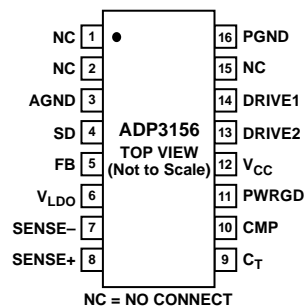 NC 1 16 PGND
NC 2 15 NC
AGND 3 14 DRIVE1
SD 4 ADP3156 13 DRIVE2
FB 5 TOP VIEW 12 VCC
(Not to Scale)
VLDO 6 11 PWRGD
SENSE– 7 10 CMP
SENSE+ 8 9 CT
NC = NO CONNECT